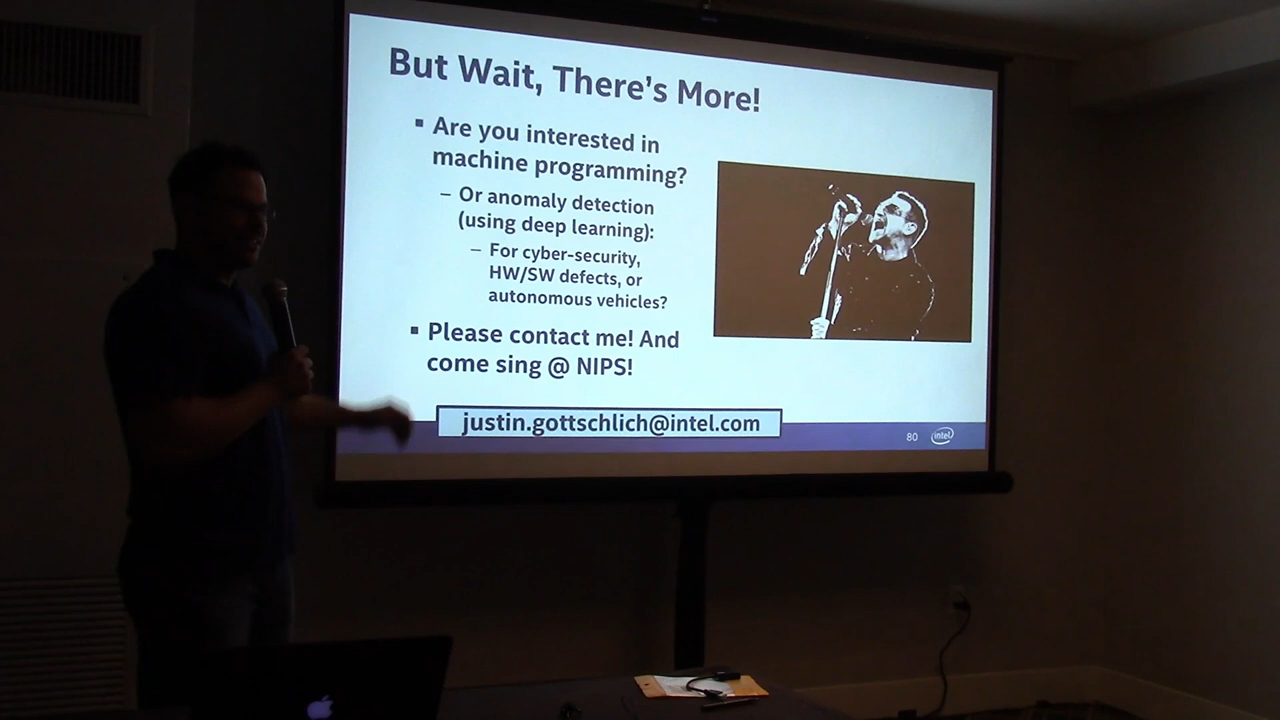 But Wait, There's More!
▪ Are you interested in
machine programming?
– Or anomaly detection
(using deep learning):
– For cyber-security,
HW/SW defects, or
autonomous vehicles?
▪ Please contact me! And
come sing @ NIPS!
justin.gottschlich@intel.com
80
intel